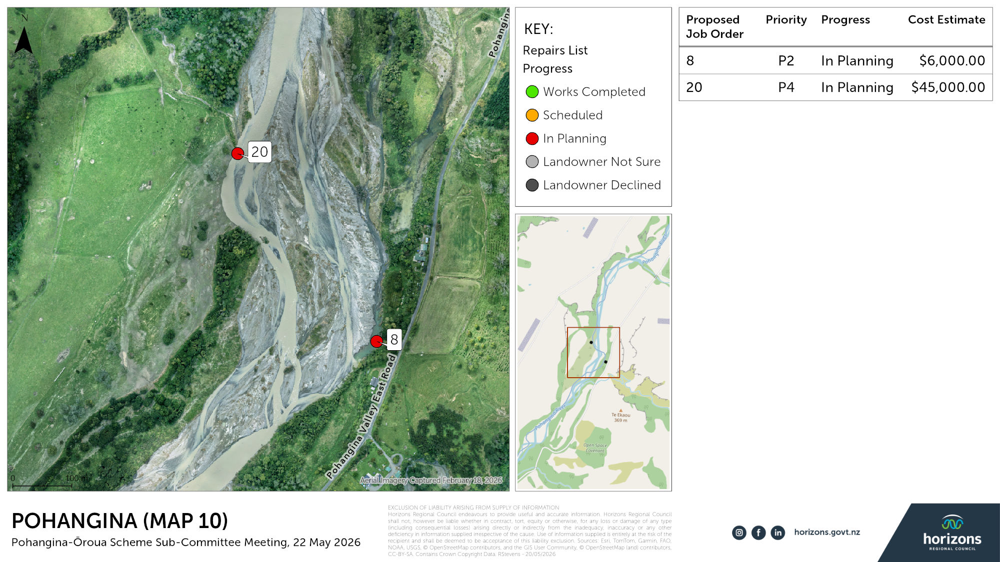 N
Pohangina
20
8
Pohangina Valley East Road
0 100 m
Aerial Imagery Captured February 18, 2026
KEY:
Repairs List
Progress
Works Completed
Scheduled
In Planning
Landowner Not Sure
Landowner Declined
Pohangina River
Pohangina River
Te Ekaou
369 m
Open Space
Covenant
Proposed Job Order Priority Progress Cost Estimate
8 P2 In Planning $6,000.00
20 P4 In Planning $45,000.00
POHANGINA (MAP 10)
Pohangina-Ōroua Scheme Sub-Committee Meeting, 22 May 2026
EXCLUSION OF LIABILITY ARISING FROM SUPPLY OF INFORMATION
Horizons Regional Council endeavours to provide useful and accurate information. Horizons Regional Council
shall not, however be liable whether in contract, tort, equity or otherwise, for any loss or damage of any type
(including consequential losses) arising directly or indirectly from the inadequacy, inaccuracy or any other
deficiency in information supplied irrespective of the cause. Use of information supplied is entirely at the risk of the
recipient and shall be deemed to be acceptance of this liability exclusion. Sources: Esri, TomTom, Garmin, FAO,
NOAA, USGS, © OpenStreetMap contributors, and the GIS User Community, © OpenStreetMap (and) contributors,
CC-BY-SA. Contains Crown Copyright Data. RStevens - 20/05/2026
horizons.govt.nz
horizons
REGIONAL COUNCIL